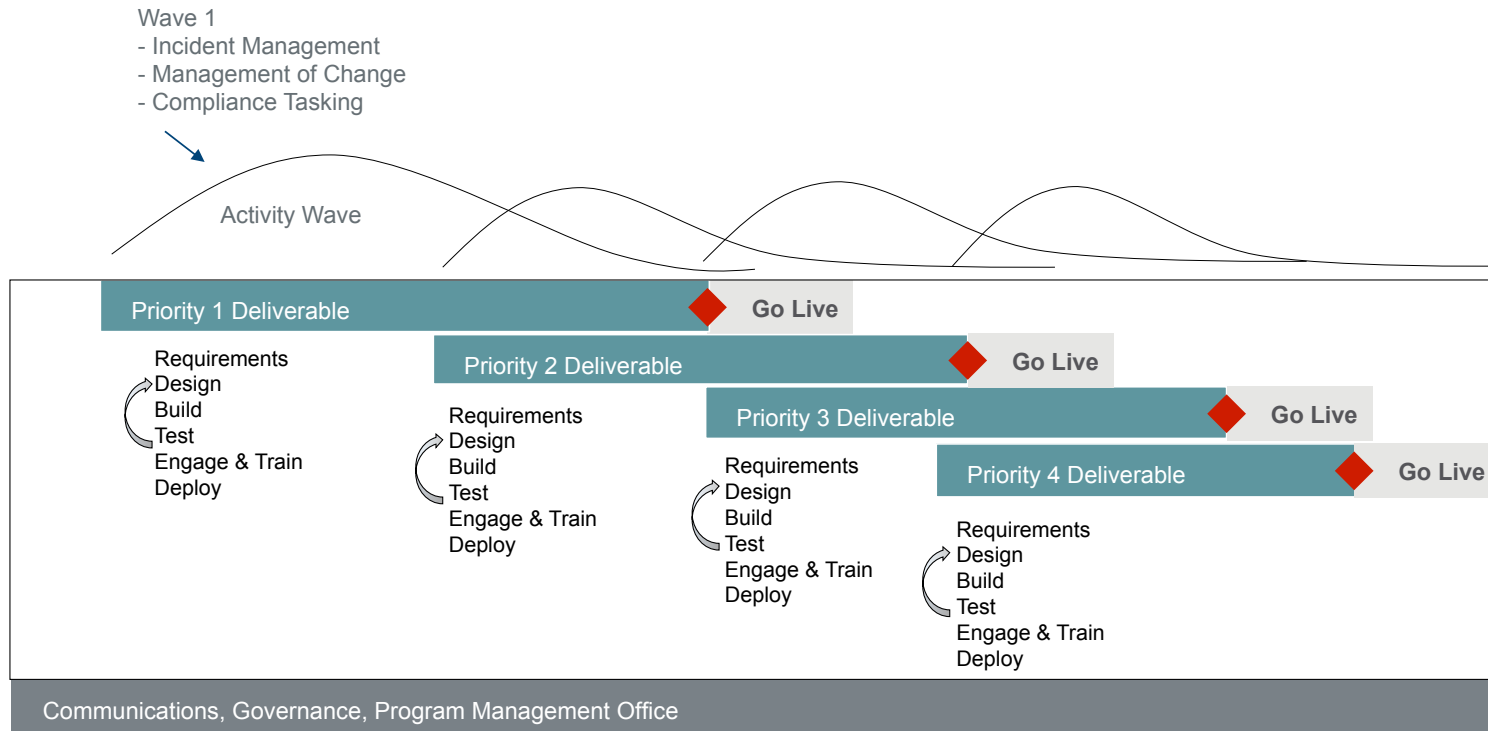 Wave 1
- Incident Management
- Management of Change
- Compliance Tasking
Activity Wave
Priority 1 Deliverable
Go Live
Requirements
Design
Build
Test
Engage & Train
Deploy
Priority 2 Deliverable
Go Live
Requirements
Design
Build
Test
Engage & Train
Deploy
Priority 3 Deliverable
Go Live
Requirements
Design
Build
Test
Engage & Train
Deploy
Priority 4 Deliverable
Go Live
Requirements
Design
Build
Test
Engage & Train
Deploy
Communications, Governance, Program Management Office